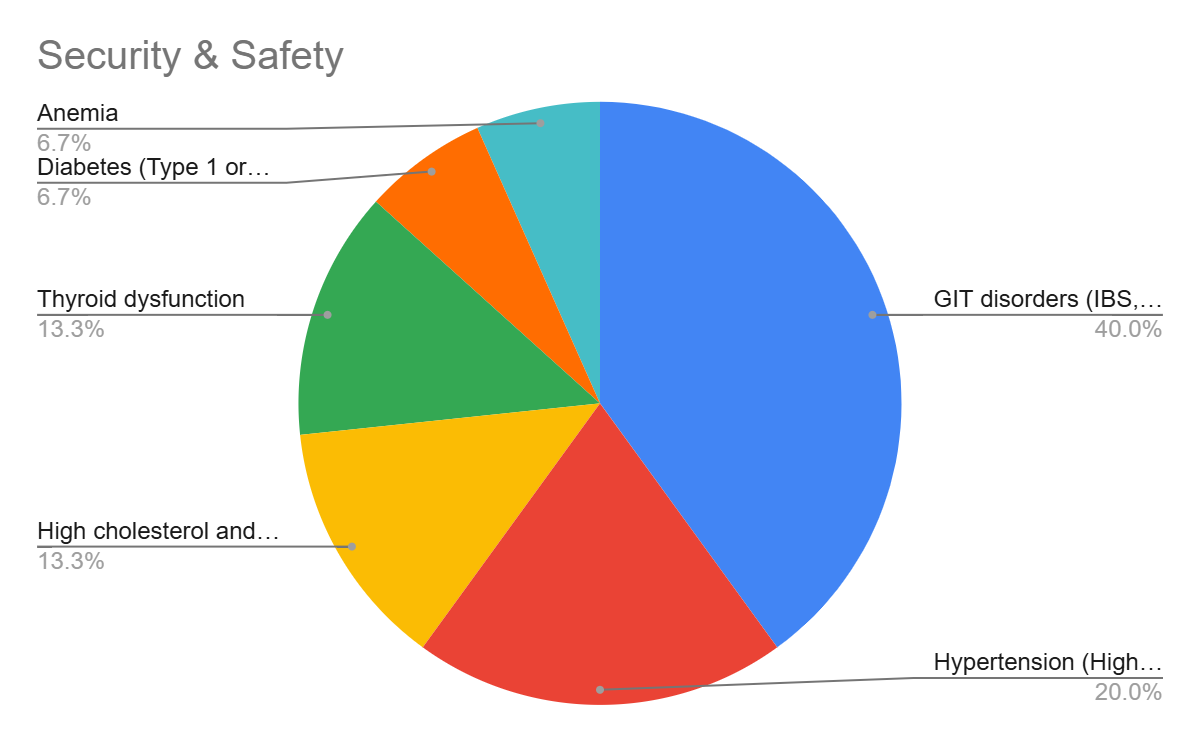 Security & Safety
Anemia
6.7%
Diabetes (Type 1 or…
6.7%
Thyroid dysfunction
13.3%
High cholesterol and…
13.3%
GIT disorders (IBS,…
40.0%
Hypertension (High…
20.0%